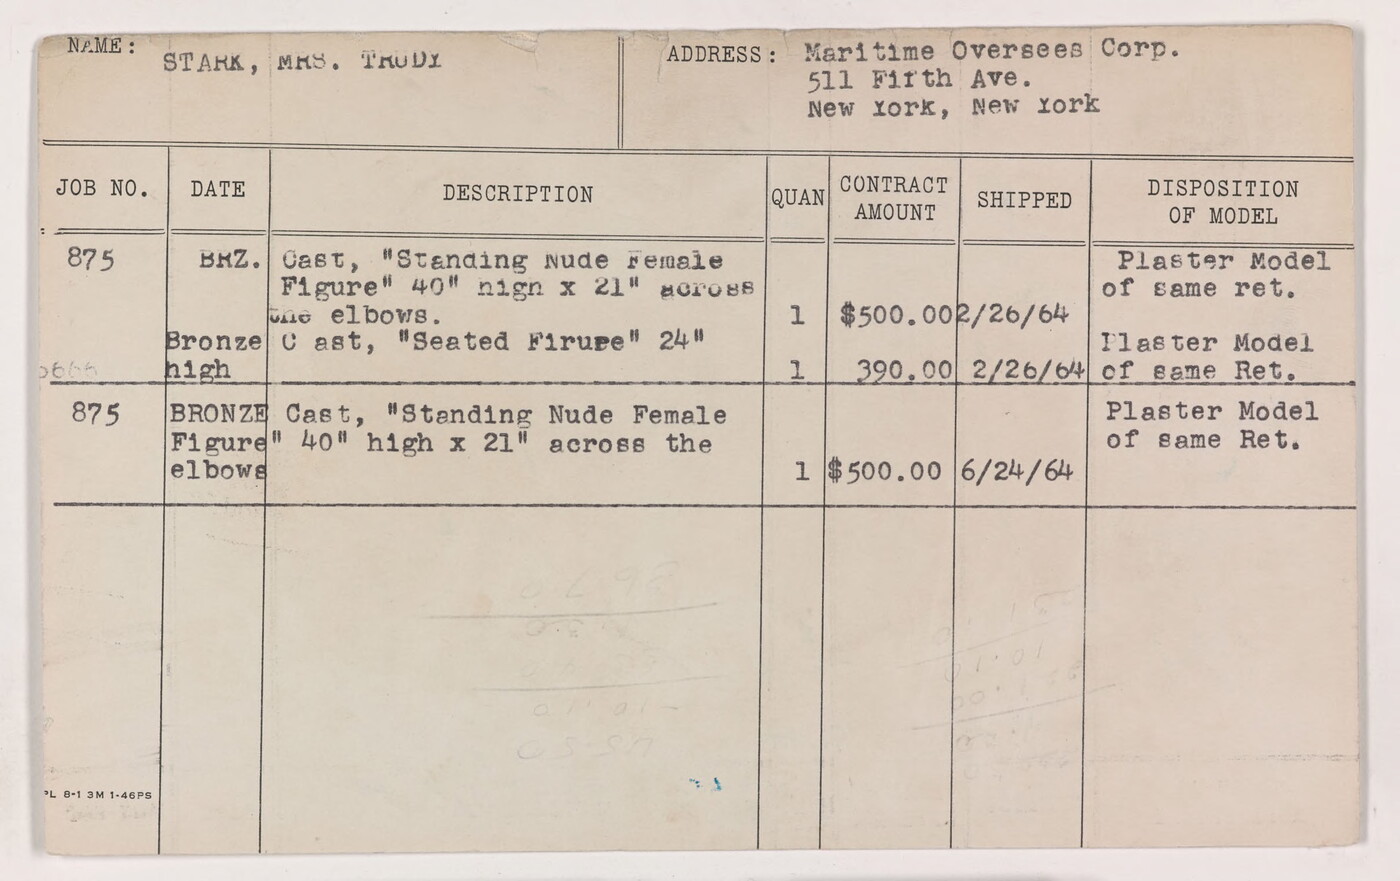 NAME: STARK, MRS. TRUDY
ADDRESS: Maritime Oversees Corp.
511 Fifth Ave.
New York, New York
JOB NO. DATE DESCRIPTION QUAN CONTRACT AMOUNT SHIPPED DISPOSITION OF MODEL
875 BRZ. Cast, "Standing Nude Female Plaster Model
Figure" 40" high x 21" across of same ret.
the elbows. 1 $500.00 2/26/64
Bronze C ast, "Seated Firure" 24" Plaster Model
high 1 390.00 2/26/64 of same Ret.
875 BRONZE Cast, "Standing Nude Female Plaster Model
Figure" 40" high x 21" across the of same Ret.
elbows 1 $500.00 6/24/64
PL 8-1 3M 1-46PS